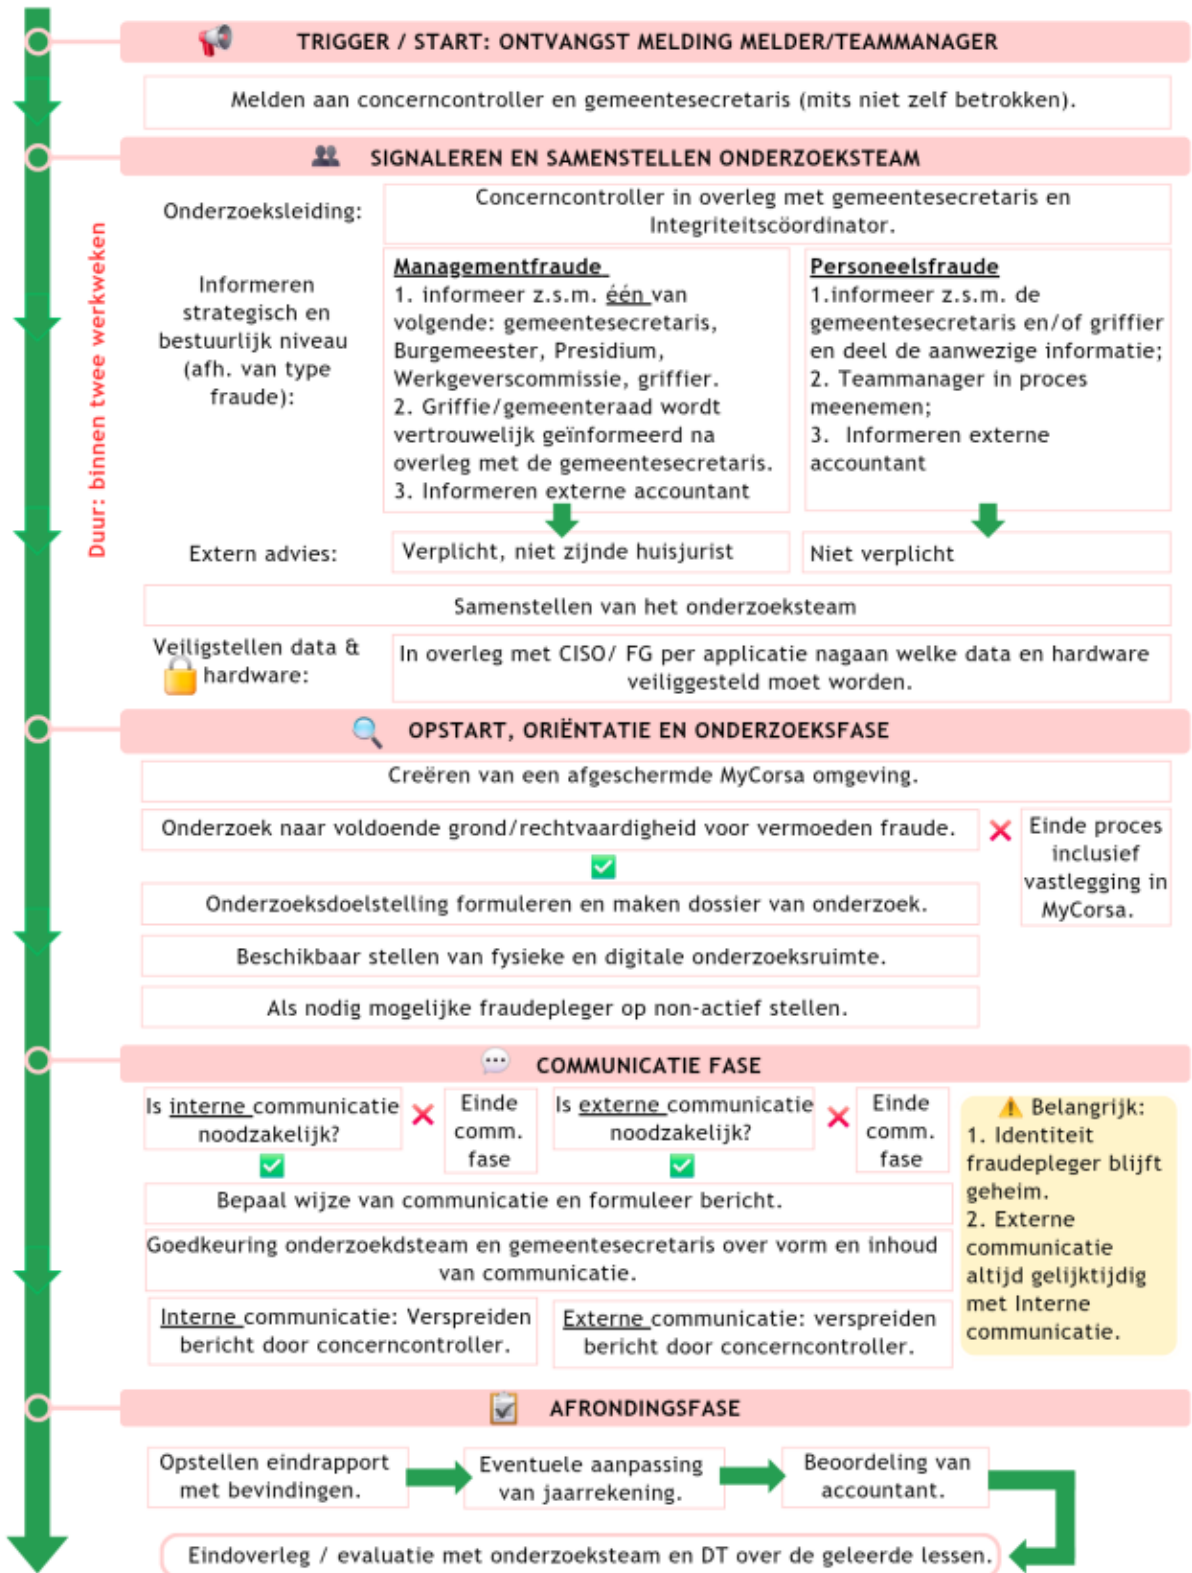 TRIGGER / START: ONTVANGST MELDING MELDER/TEAMMANAGER
Melden aan concerncontroller en gemeentesecretaris (mits niet zelf betrokken).
SIGNALEREN EN SAMENSTELLEN ONDERZOEKSTEAM
Duur: binnen twee werkweken
Onderzoeksleiding:
Concerncontroller in overleg met gemeentesecretaris en
Integriteitscöordinator.
Informeren
strategisch en
bestuurlijk niveau
(afh. van type
fraude):
Managementfraude
1. informeer z.s.m. één van
volgende: gemeentesecretaris,
Burgemeester, Presidium,
Werkgeverscommissie, griffier.
2. Griffie/gemeenteraad wordt
vertrouwelijk geïnformeerd na
overleg met de gemeentesecretaris.
3. Informeren externe accountant
Personeelsfraude
1.informeer z.s.m. de
gemeentesecretaris en/of griffier
en deel de aanwezige informatie;
2. Teammanager in proces
meenemen;
3. Informeren externe
accountant
Extern advies:
Verplicht, niet zijnde huisjurist
Niet verplicht
Samenstellen van het onderzoeksteam
Veiligstellen data &
hardware:
In overleg met CISO/ FG per applicatie nagaan welke data en hardware
veiliggesteld moet worden.
OPSTART, ORIËNTATIE EN ONDERZOEKSFASE
Creëren van een afgeschermde MyCorsa omgeving.
Onderzoek naar voldoende grond/rechtvaardigheid voor vermoeden fraude.
Einde proces
inclusief
vastlegging in
MyCorsa.
Onderzoeksdoelstelling formuleren en maken dossier van onderzoek.
Beschikbaar stellen van fysieke en digitale onderzoeksruimte.
Als nodig mogelijke fraudepleger op non-actief stellen.
COMMUNICATIE FASE
Is interne communicatie
noodzakelijk?
Einde
comm.
fase
Is externe communicatie
noodzakelijk?
Einde
comm.
fase
Belangrijk:
1. Identiteit
fraudepleger blijft
geheim.
2. Externe
communicatie
altijd gelijktijdig
met Interne
communicatie.
Bepaal wijze van communicatie en formuleer bericht.
Goedkeuring onderzoekdsteam en gemeentesecretaris over vorm en inhoud
van communicatie.
Interne communicatie: Verspreiden
bericht door concerncontroller.
Externe communicatie: verspreiden
bericht door concerncontroller.
AFRONDINGSFASE
Opstellen eindrapport
met bevindingen.
Eventuele aanpassing
van jaarrekening.
Beoordeling van
accountant.
Eindoverleg / evaluatie met onderzoeksteam en DT over de geleerde lessen.